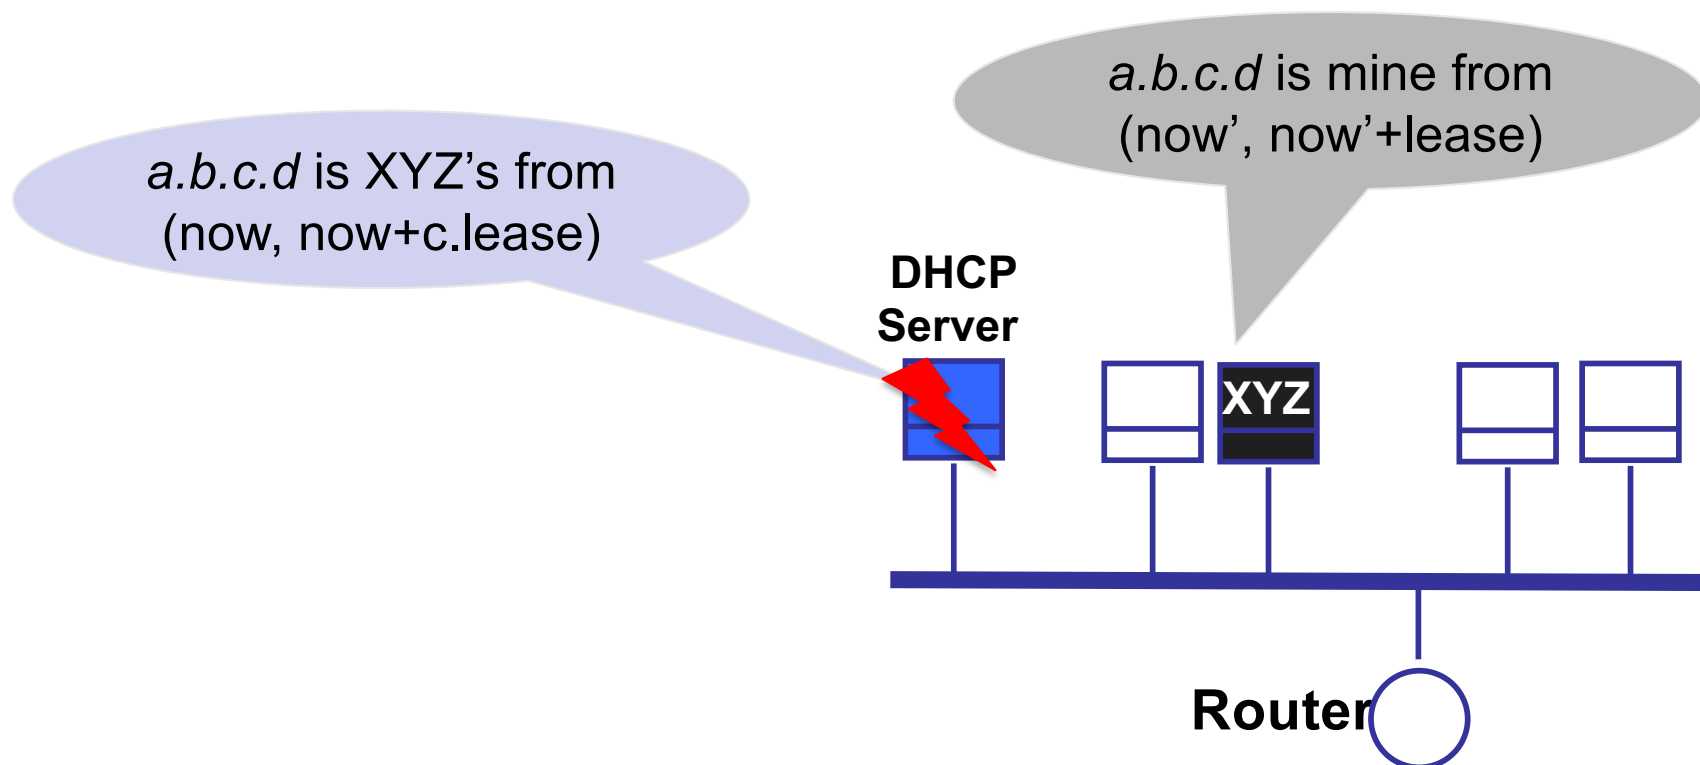 a.b.c.d is mine from
(now’, now’+lease)
a.b.c.d is XYZ’s from
(now, now+c.lease)
DHCP
Server
XYZ
Router